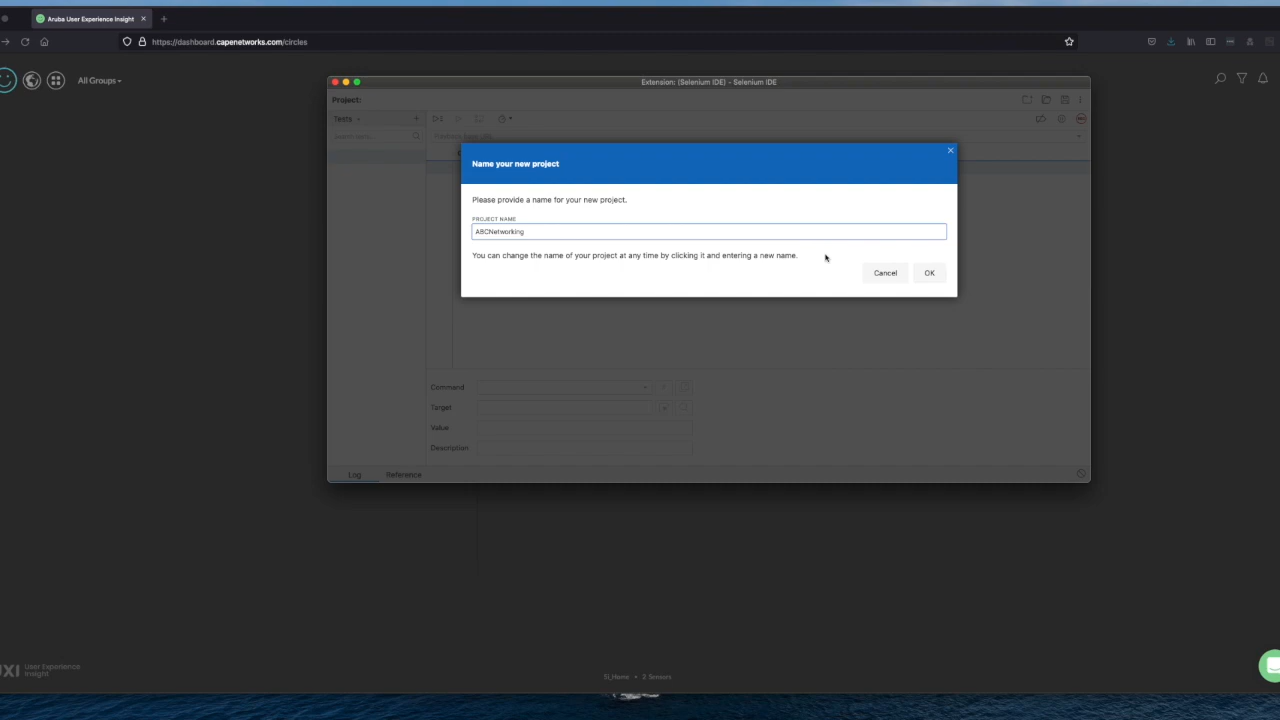 Aruba User Experience Insight
https://dashboard.capenetworks.com/circles
All Groups
Extension: (Selenium IDE) - Selenium IDE
Project:
Tests
Name your new project
Please provide a name for your new project.
PROJECT NAME
ABCNetworking
You can change the name of your project at any time by clicking it and entering a new name.
Cancel
OK
Command
Target
Value
Description
Log
Reference
User Experience
Insight
2 Sensors